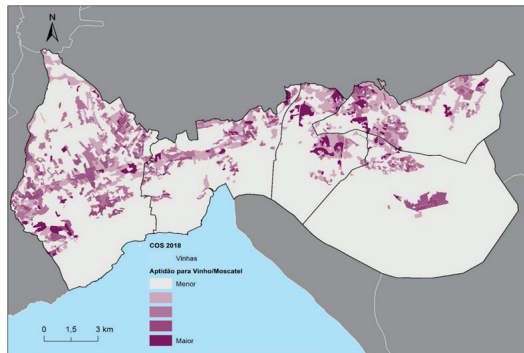 N
COS 2018
Vinhas
Aptidão para Vinho/Moscatel
Menor
Maior
0 1,5 3 km